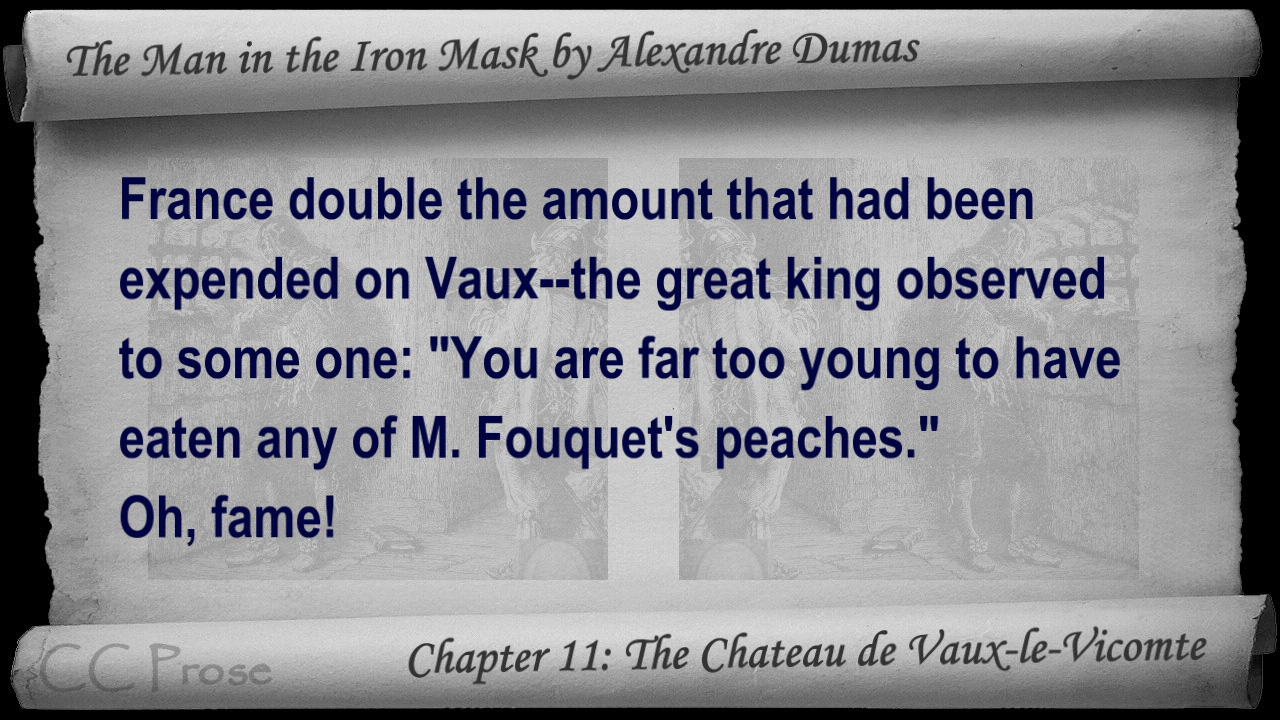 The Man in the Iron Mask by Alexandre Dumas
France double the amount that had been
expended on Vaux--the great king observed
to some one: "You are far too young to have
eaten any of M. Fouquet's peaches."
Oh, fame!
CC Prose
Chapter 11: The Chateau de Vaux-le-Vicomte